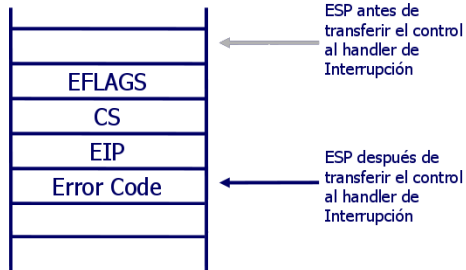 ESP antes de
transferir el control
al handler de
Interrupción
EFLAGS
CS
EIP
Error Code
ESP después de
transferir el control
al handler de
Interrupción